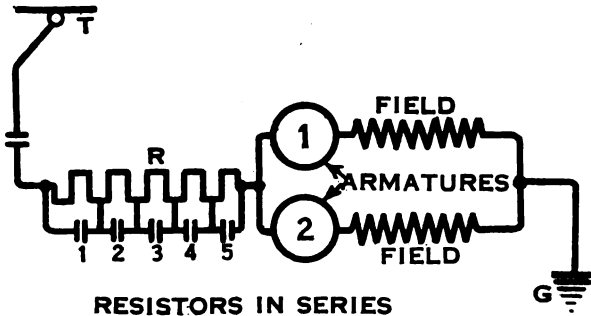 T
FIELD
1
R
ARMATURES
2
1 2 3 4 5
FIELD
G
RESISTORS IN SERIES